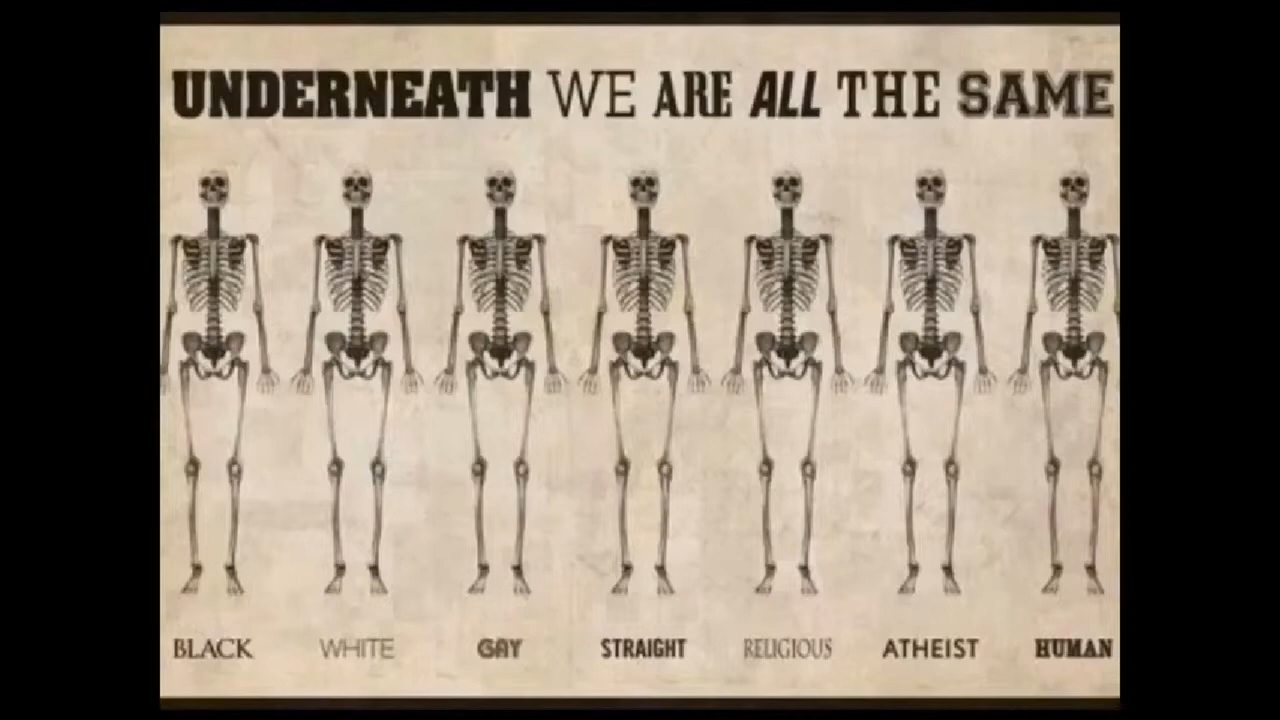 UNDERNEATH WE ARE ALL THE SAME
BLACK WHITE GAY STRAIGHT RELIGIOUS ATHEIST HUMAN